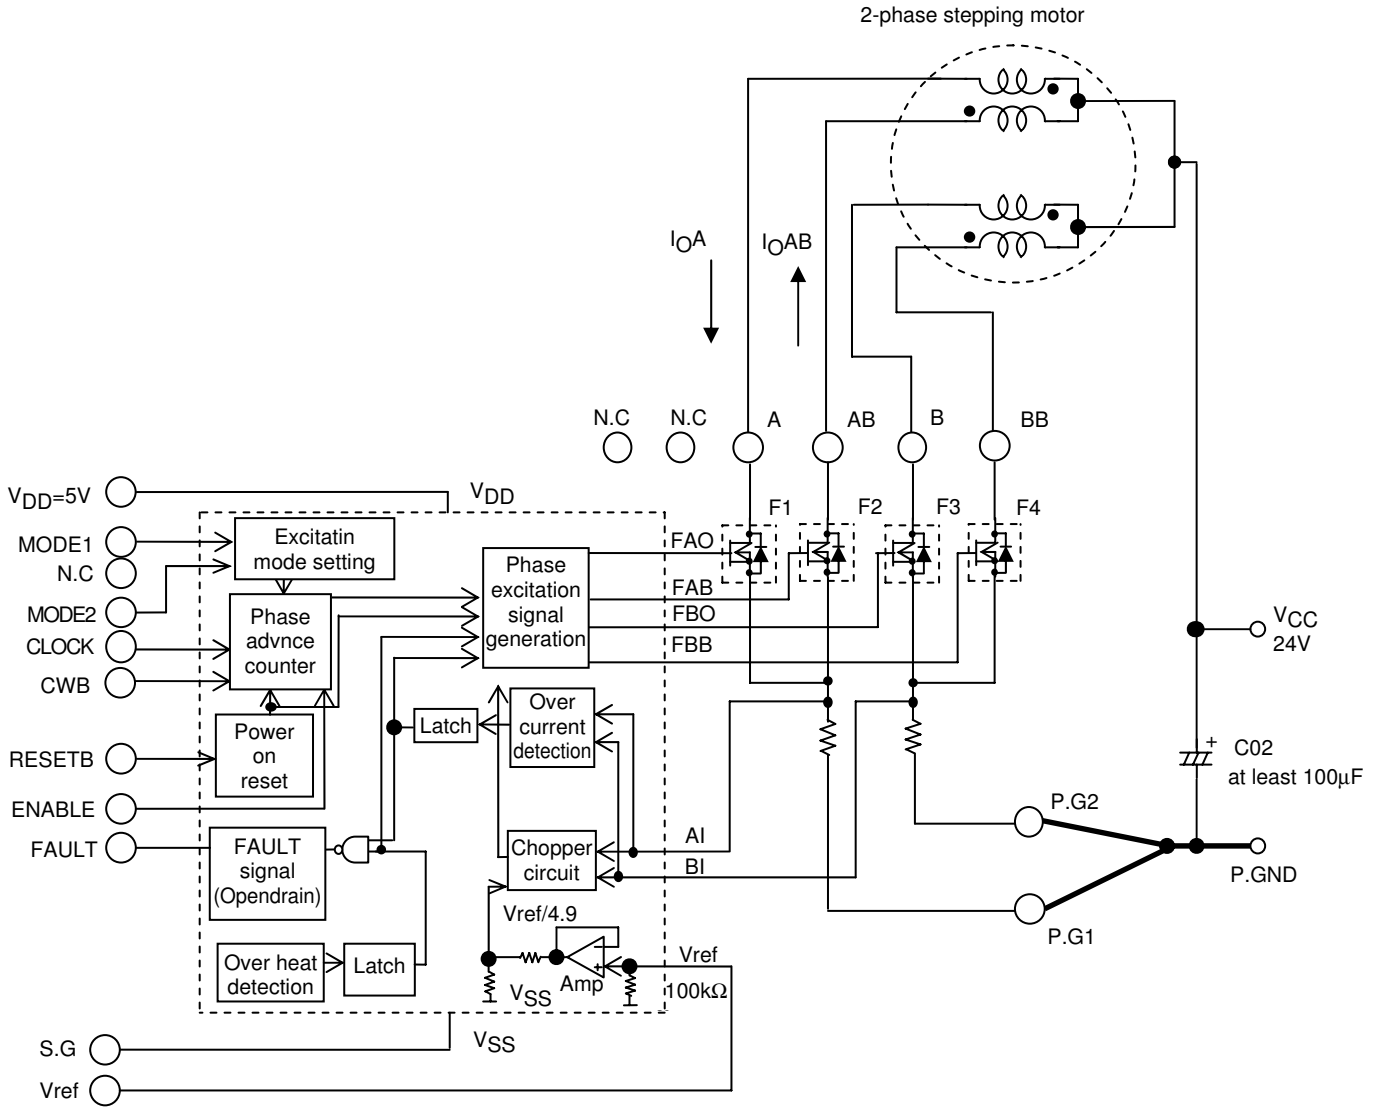 2-phase stepping motor
IOA
IOAB
N.C
N.C
A
AB
B
BB
VDD=5V
VDD
MODE1
N.C
MODE2
CLOCK
CWB
RESETB
ENABLE
FAULT
S.G
Vref
Excitatin
mode setting
Phase
advnce
counter
Power
on
reset
FAULT
signal
(Opendrain)
Over heat
detection
Latch
Latch
Phase
excitation
signal
generation
Over
current
detection
Chopper
circuit
Vref/4.9
Amp
VSS
VSS
Vref
100kΩ
FAO
FAB
FBO
FBB
AI
BI
F1
F2
F3
F4
VCC
24V
+
C02
at least 100µF
P.G2
P.GND
P.G1